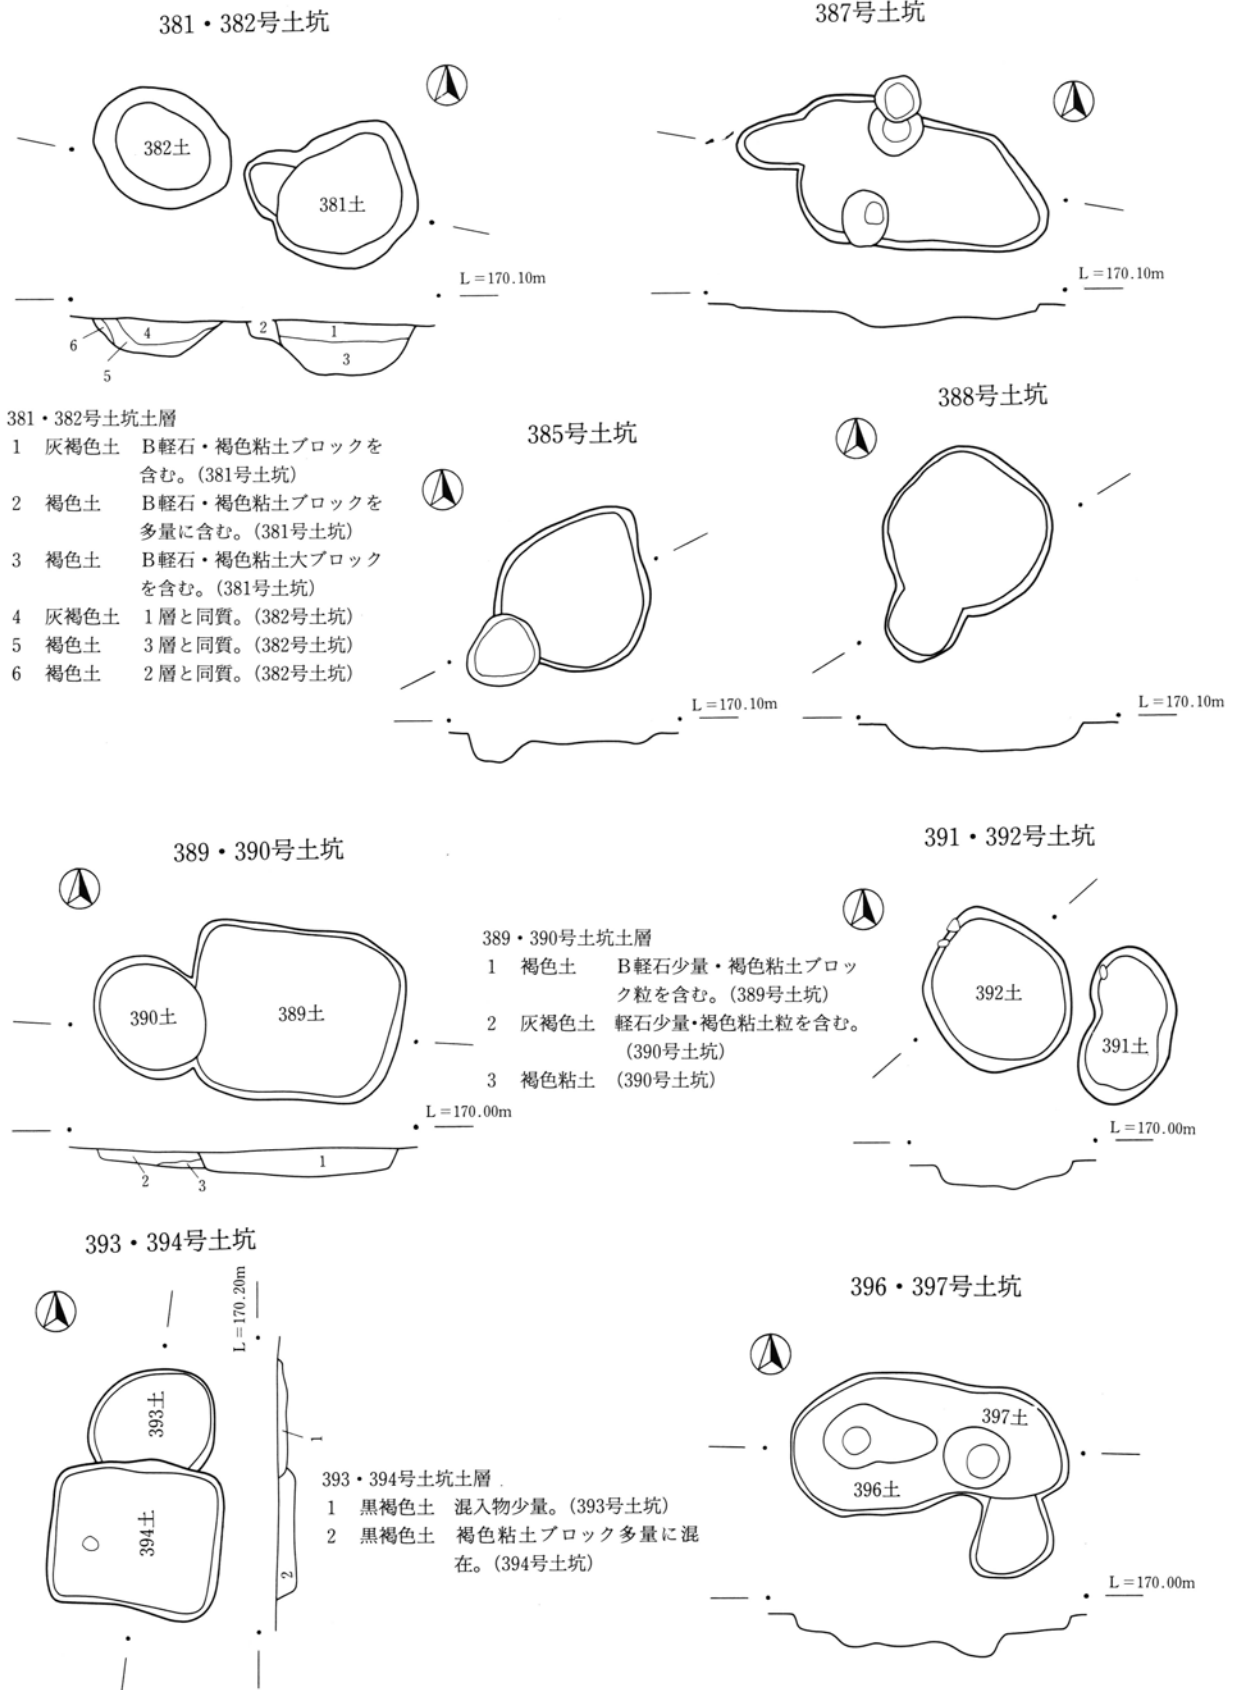 381・382号土坑
382土
381土
L=170.10m
1
2
3
4
5
6
381・382号土坑土層
1 灰褐色土 B軽石・褐色粘土ブロックを
含む。(381号土坑)
2 褐色土 B軽石・褐色粘土ブロックを
多量に含む。(381号土坑)
3 褐色土 B軽石・褐色粘土大ブロック
を含む。(381号土坑)
4 灰褐色土 1層と同質。(382号土坑)
5 褐色土 3層と同質。(382号土坑)
6 褐色土 2層と同質。(382号土坑)
387号土坑
L=170.10m
385号土坑
L=170.10m
388号土坑
L=170.10m
389・390号土坑
390土
389土
L=170.00m
1
2
3
389・390号土坑土層
1 褐色土 B軽石少量・褐色粘土ブロッ
ク粒を含む。(389号土坑)
2 灰褐色土 軽石少量・褐色粘土粒を含む。
(390号土坑)
3 褐色粘土 (390号土坑)
391・392号土坑
392土
391土
L=170.00m
393・394号土坑
L=170.20m
393土
394土
1
2
393・394号土坑土層
1 黒褐色土 混入物少量。(393号土坑)
2 黒褐色土 褐色粘土ブロック多量に混
在。(394号土坑)
396・397号土坑
397土
396土
L=170.00m